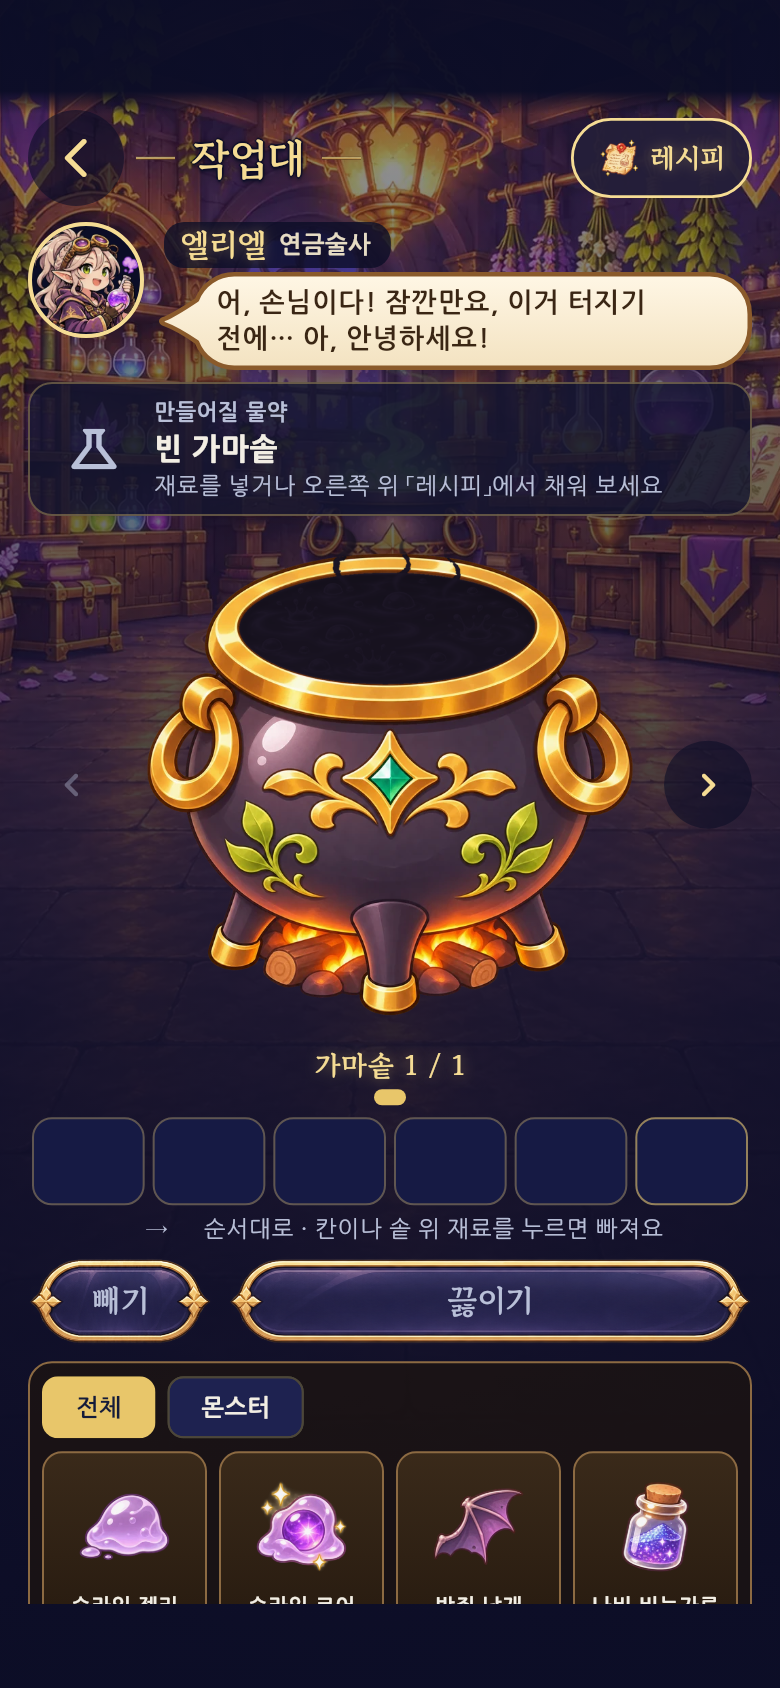 작업대
레시피
엘리엘 연금술사
어, 손님이다! 잠깐만요, 이거 터지기
전에… 아, 안녕하세요!
만들어질 물약
빈 가마솥
재료를 넣거나 오른쪽 위 「레시피」에서 채워 보세요
가마솥 1 / 1
→ 순서대로 · 칸이나 솥 위 재료를 누르면 빠져요
빼기
끓이기
전체
몬스터